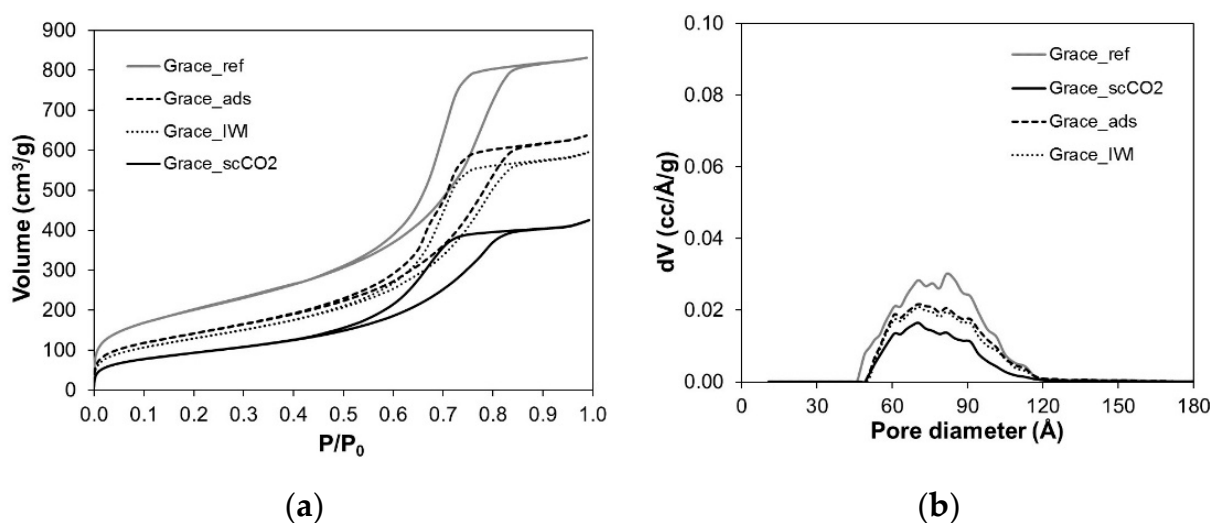 900
800
700
600
500
400
300
200
100
0
Volume (cm³/g)
Grace_ref
Grace_ads
Grace_IWI
Grace_scCO2
0.0 0.1 0.2 0.3 0.4 0.5 0.6 0.7 0.8 0.9 1.0
P/P₀
(a)
0.10
0.08
0.06
0.04
0.02
0.00
dV (cc/Å/g)
Grace_ref
Grace_scCO2
Grace_ads
Grace_IWI
0 30 60 90 120 150 180
Pore diameter (Å)
(b)